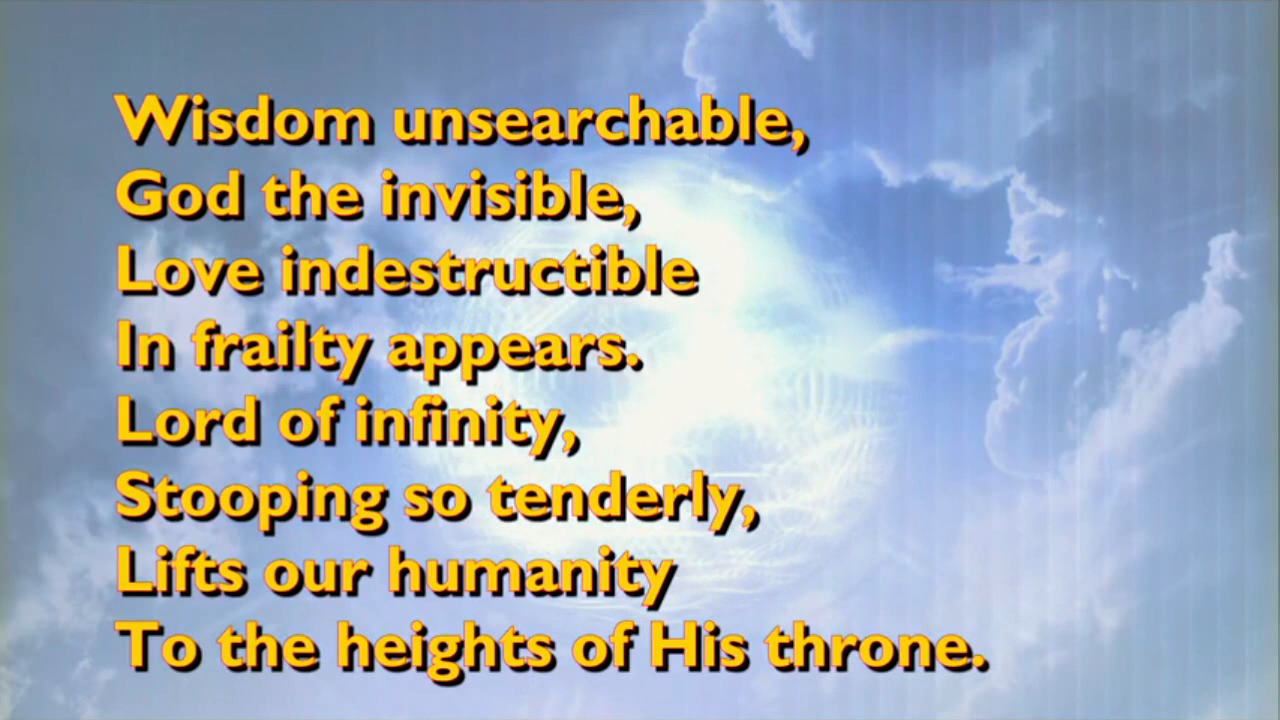 Wisdom unsearchable,
God the invisible,
Love indestructible
In frailty appears.
Lord of infinity,
Stooping so tenderly,
Lifts our humanity
To the heights of His throne.